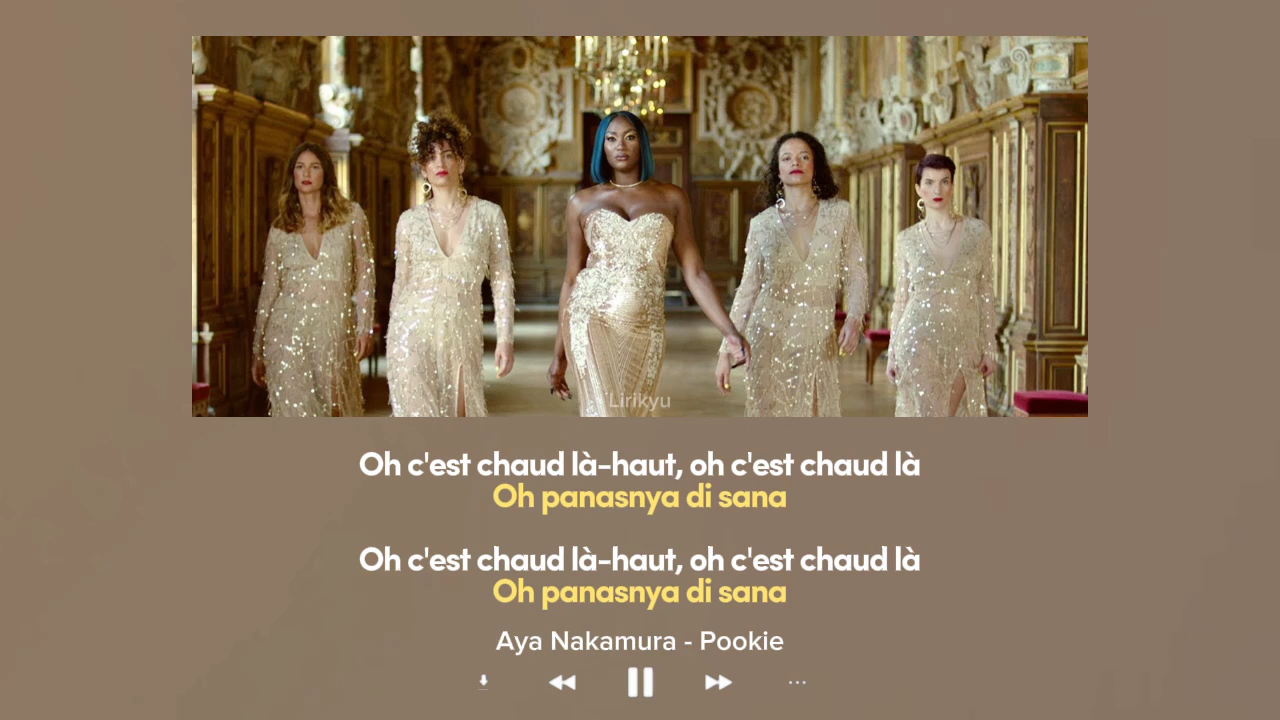 Lirikyu
Oh c'est chaud là-haut, oh c'est chaud là
Oh panasnya di sana
Oh c'est chaud là-haut, oh c'est chaud là
Oh panasnya di sana
Aya Nakamura - Pookie